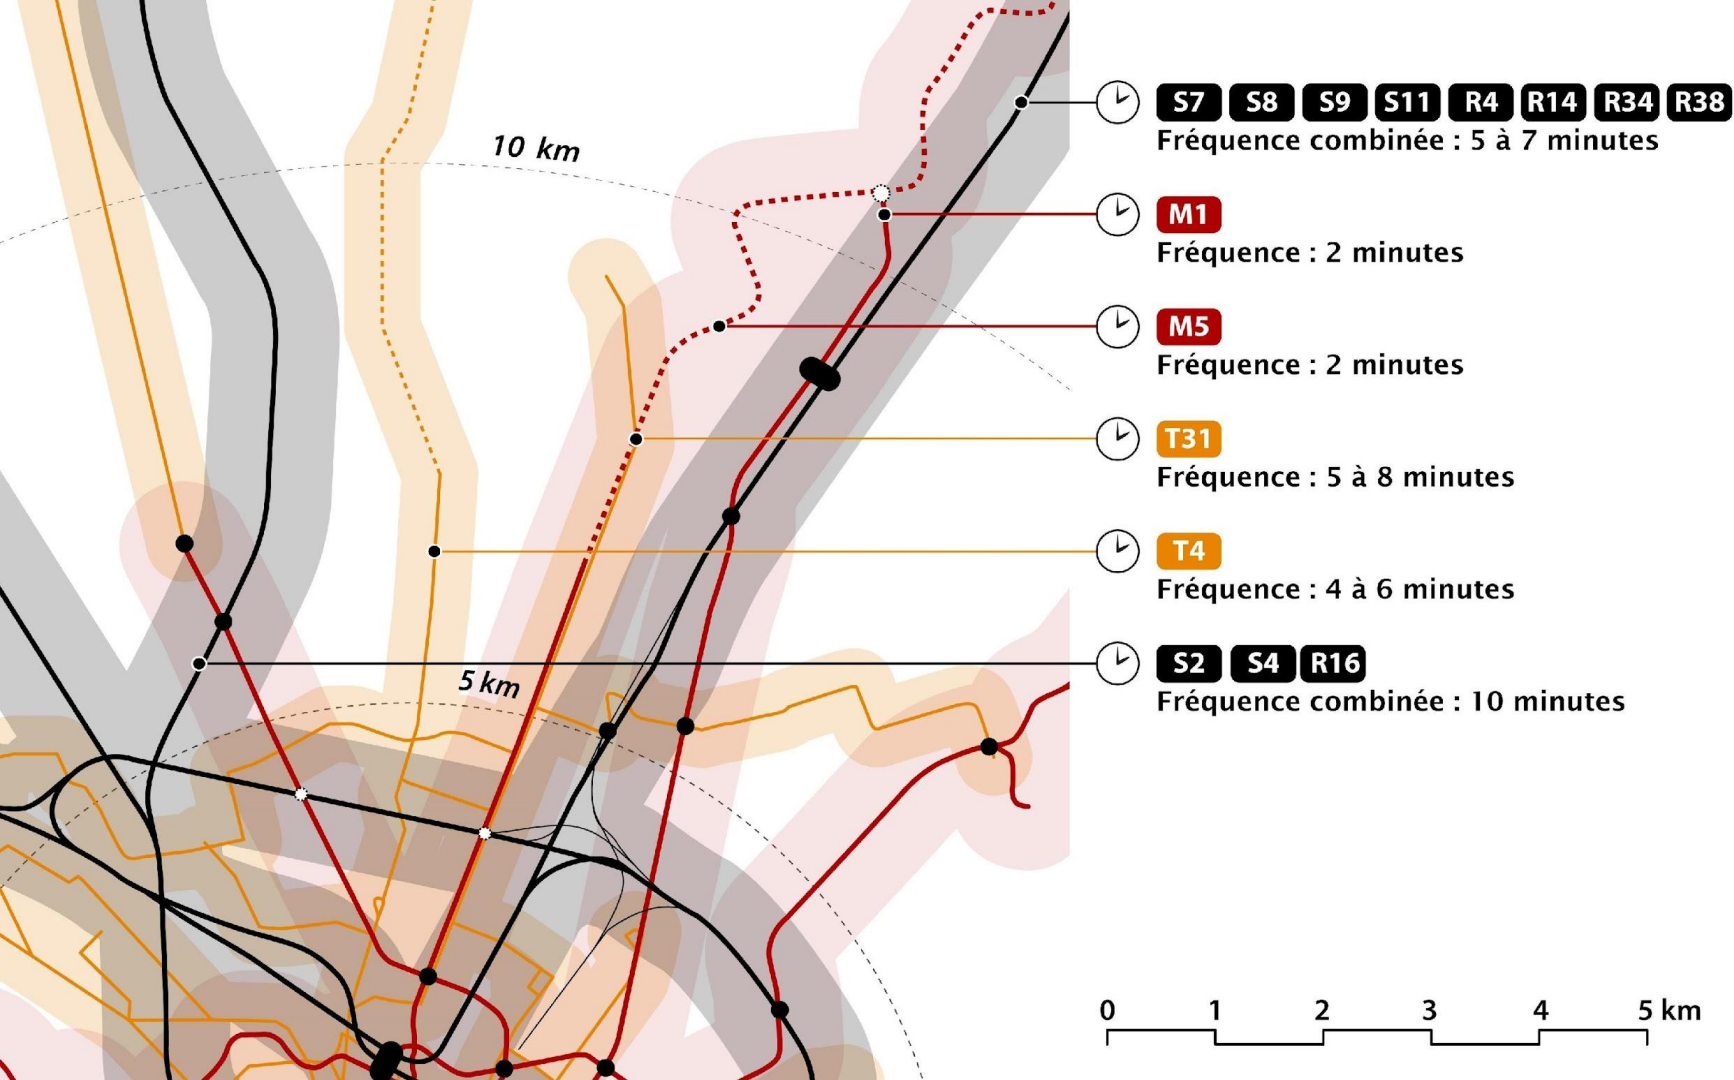 S7 S8 S9 S11 R4 R14 R34 R38
Fréquence combinée : 5 à 7 minutes
10 km
M1
Fréquence : 2 minutes
M5
Fréquence : 2 minutes
T31
Fréquence : 5 à 8 minutes
T4
Fréquence : 4 à 6 minutes
5 km
S2 S4 R16
Fréquence combinée : 10 minutes
0 1 2 3 4 5 km